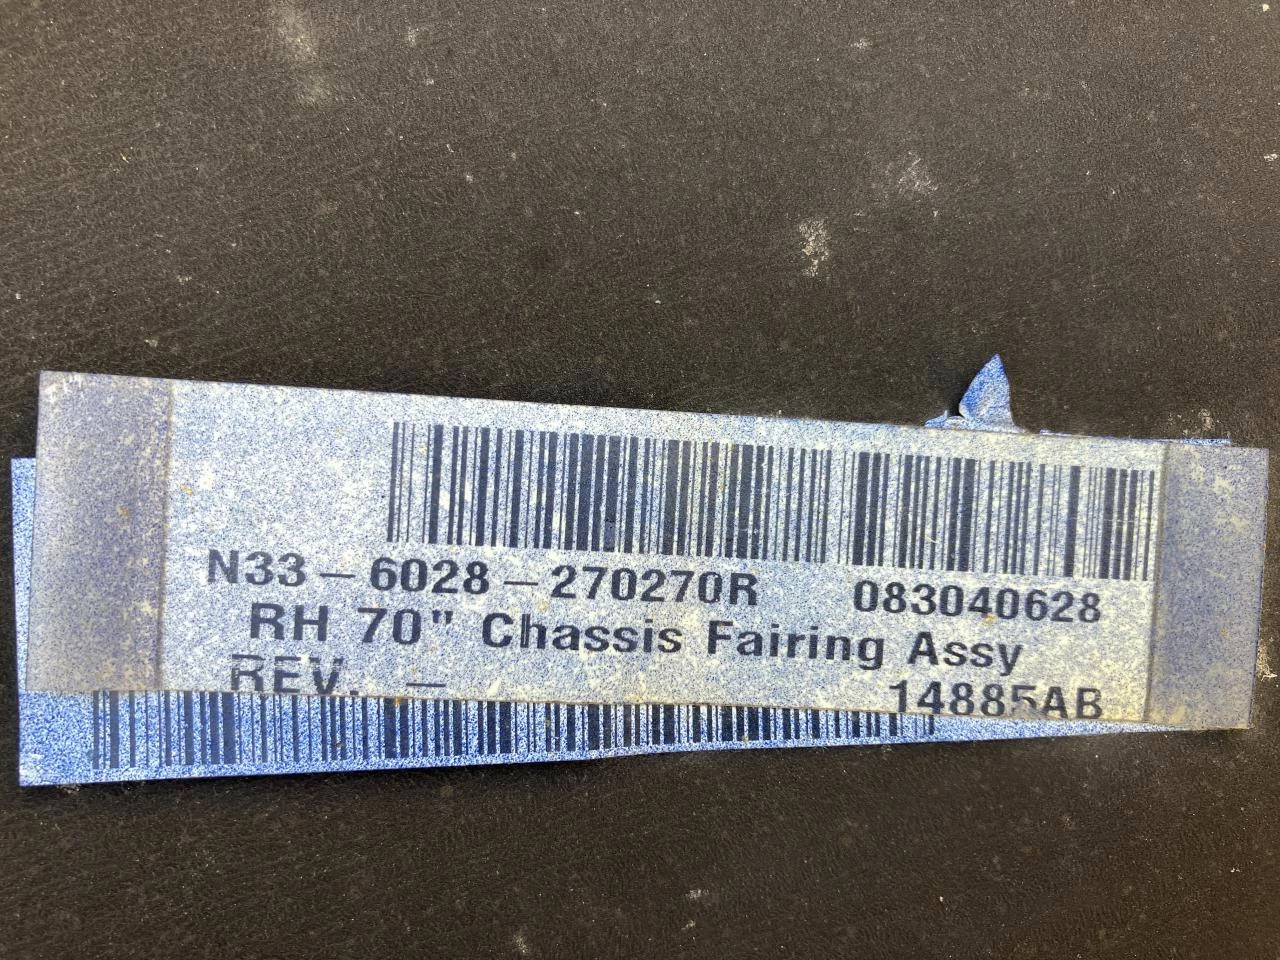 N33-6028-270270R 083040628
RH 70" Chassis Fairing Assy
REV. - 14885AB